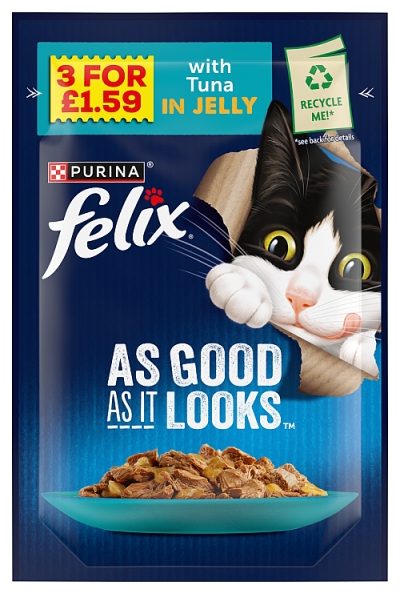 3 FOR
£1.59
with
Tuna
IN JELLY
RECYCLE
ME!*
*see back for details
PURINA®
felix®
AS GOOD
AS IT LOOKS™